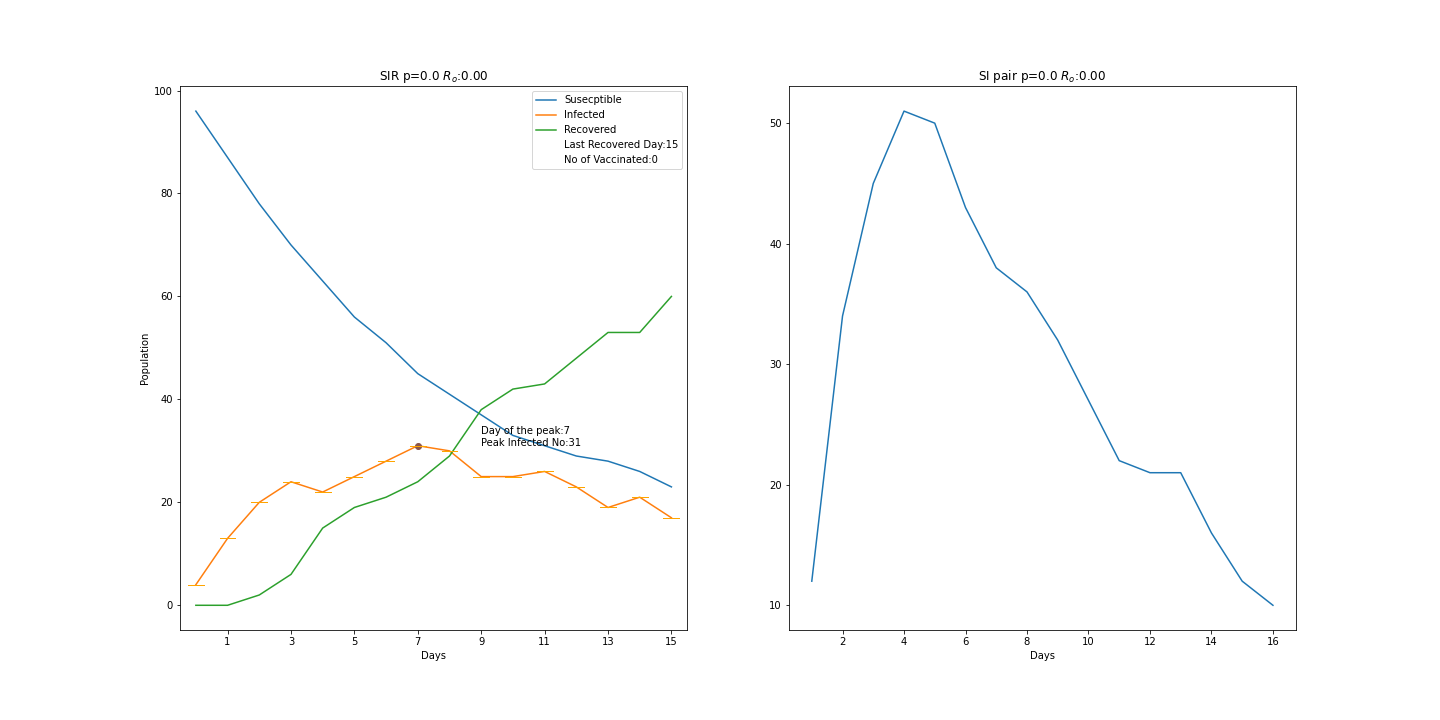 SIR p=0.0 Rₒ:0.00
100
80
60
40
20
0
Population
Susecptible
Infected
Recovered
Last Recovered Day:15
No of Vaccinated:0
Day of the peak:7
Peak Infected No:31
1 3 5 7 9 11 13 15
Days
SI pair p=0.0 Rₒ:0.00
50
40
30
20
10
2 4 6 8 10 12 14 16
Days